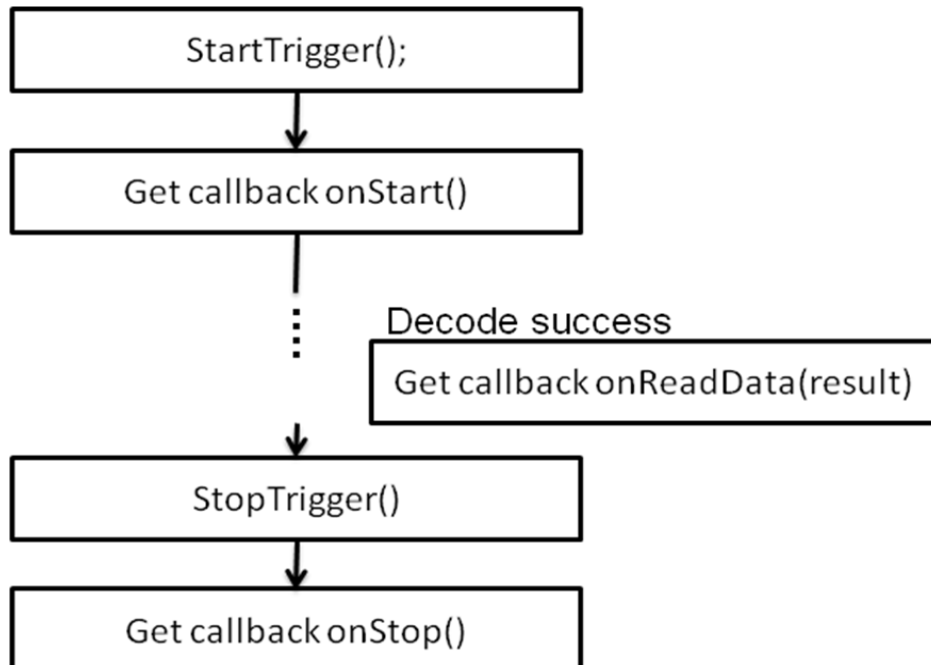 StartTrigger();
Get callback onStart()
Decode success
Get callback onReadData(result)
StopTrigger()
Get callback onStop()